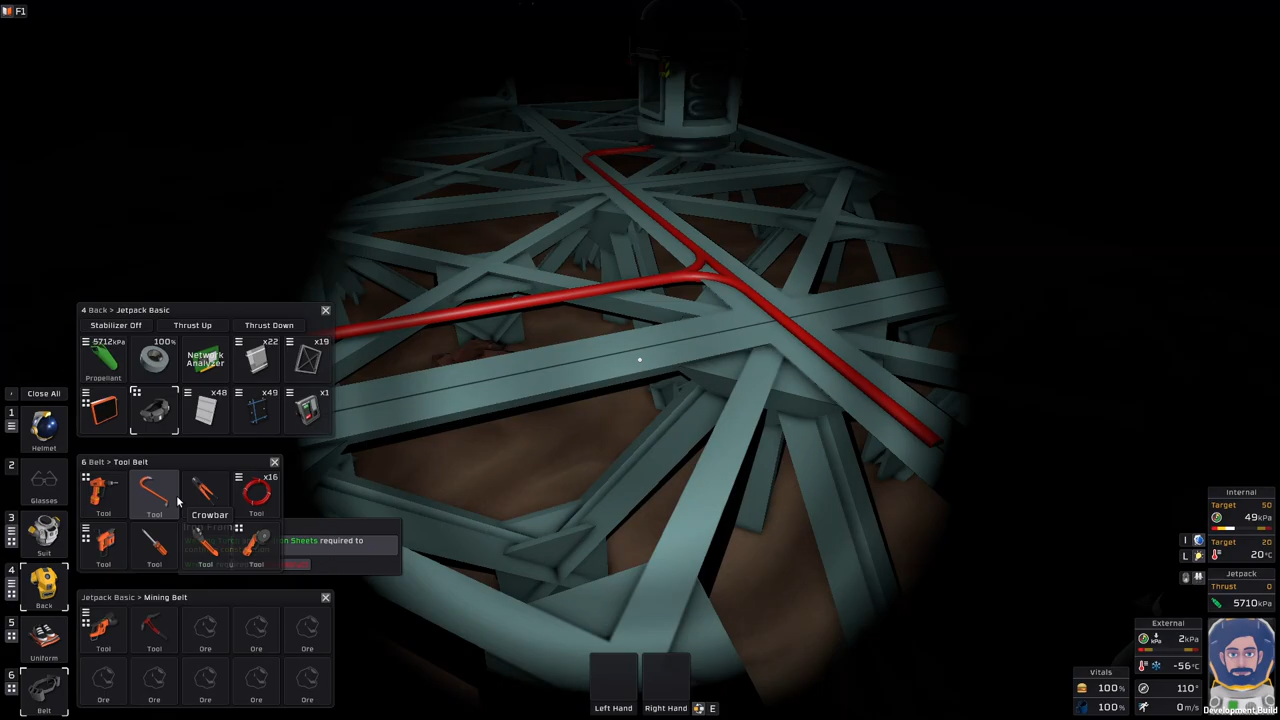 F1
4 Back > Jetpack Basic
Stabilizer Off Thrust Up Thrust Down
5712kPa 100% Network Analyzer x22 x19
Propellant
x48 x49 x1
Close All
1
Helmet
2
Glasses
3
Suit
4
Back
5
Uniform
6
Belt
6 Belt > Tool Belt
x16
Tool Tool Tool
Crowbar
Sheets required to
Tool Tool Tool Tool
Jetpack Basic > Mining Belt
Tool Tool Ore Ore Ore
Ore Ore Ore Ore Ore
Left Hand Right Hand E
Internal
Target 50
49kPa
Target 20
20°C
I
L
Jetpack
Thrust 0
5710kPa
External
kPa 2kPa
-56°C
110°
0m/s
Vitals
100%
100%
Development Build